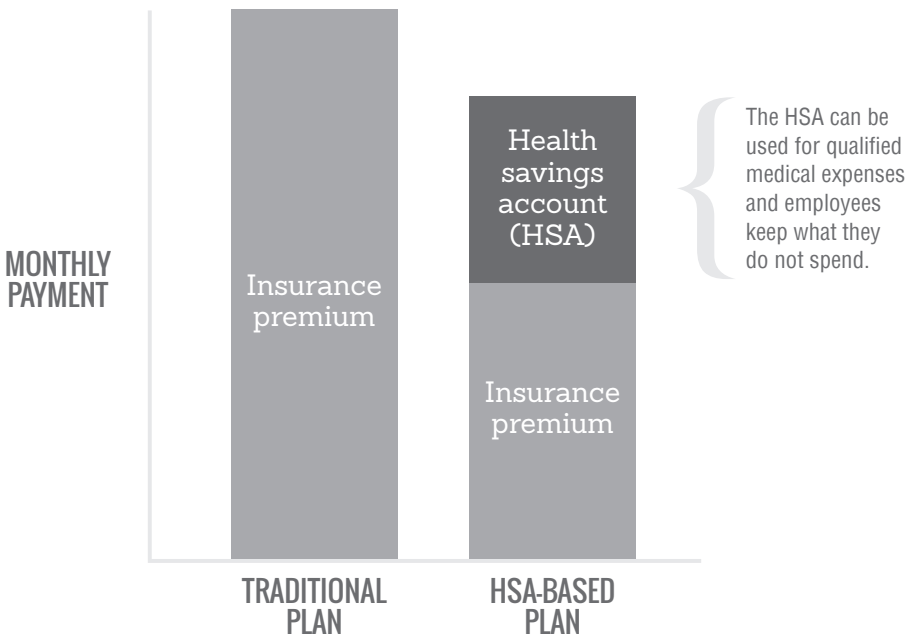 MONTHLY
PAYMENT
Insurance
premium
Health
savings
account
(HSA)
Insurance
premium
The HSA can be
used for qualified
medical expenses
and employees
keep what they
do not spend.
TRADITIONAL
PLAN
HSA-BASED
PLAN